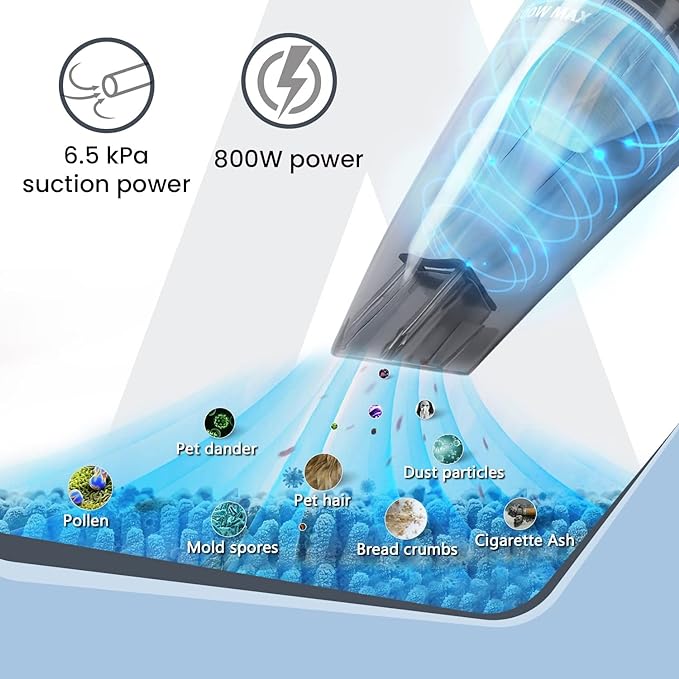 6.5 kPa
suction power
800W power
Pet dander
Dust particles
Pet hair
Pollen
Mold spores
Bread crumbs
Cigarette Ash